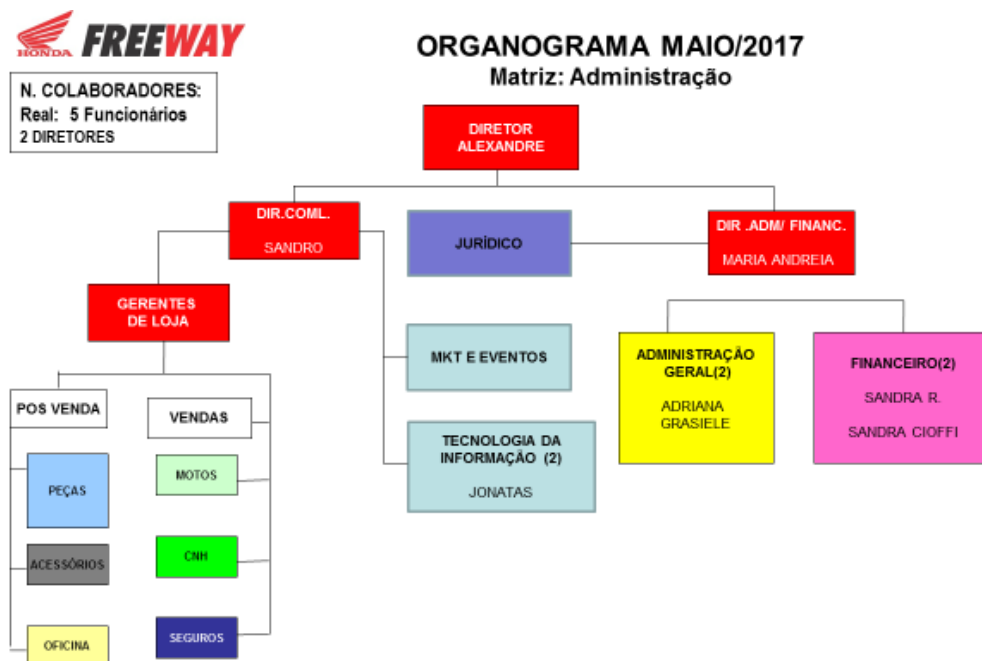 HONDA FREEWAY
ORGANOGRAMA MAIO/2017
Matriz: Administração
N. COLABORADORES:
Real: 5 Funcionários
2 DIRETORES
DIRETOR
ALEXANDRE
DIR.COML.
SANDRO
JURÍDICO
DIR .ADM/ FINANC.
MARIA ANDREIA
GERENTES
DE LOJA
MKT E EVENTOS
ADMINISTRAÇÃO
GERAL(2)
ADRIANA
GRASIELE
FINANCEIRO(2)
SANDRA R.
SANDRA CIOFFI
POS VENDA
VENDAS
TECNOLOGIA DA
INFORMAÇÃO (2)
JONATAS
PEÇAS
MOTOS
ACESSÓRIOS
CNH
OFICINA
SEGUROS